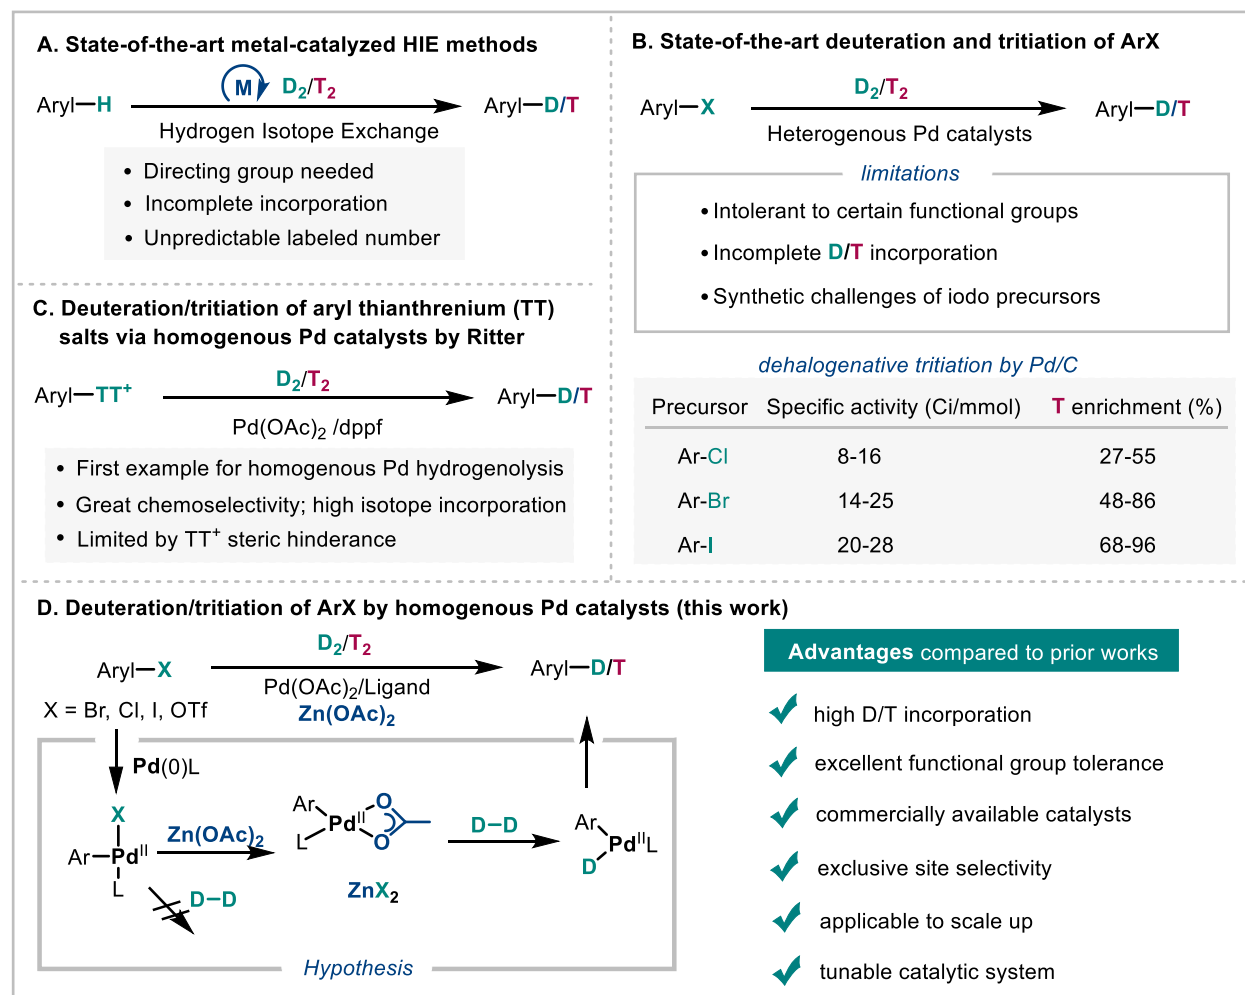 A. State-of-the-art metal-catalyzed HIE methods
M
D2/T2
Aryl–H
Aryl–D/T
Hydrogen Isotope Exchange
• Directing group needed
• Incomplete incorporation
• Unpredictable labeled number
B. State-of-the-art deuteration and tritiation of ArX
D2/T2
Aryl–X
Aryl–D/T
Heterogenous Pd catalysts
limitations
• Intolerant to certain functional groups
• Incomplete D/T incorporation
• Synthetic challenges of iodo precursors
dehalogenative tritiation by Pd/C
Precursor Specific activity (Ci/mmol) T enrichment (%)
Ar-Cl 8-16 27-55
Ar-Br 14-25 48-86
Ar-I 20-28 68-96
C. Deuteration/tritiation of aryl thianthrenium (TT)
salts via homogenous Pd catalysts by Ritter
D2/T2
Aryl–TT+
Aryl–D/T
Pd(OAc)2 /dppf
• First example for homogenous Pd hydrogenolysis
• Great chemoselectivity; high isotope incorporation
• Limited by TT+ steric hinderance
D. Deuteration/tritiation of ArX by homogenous Pd catalysts (this work)
D2/T2
Aryl–X
Aryl–D/T
Pd(OAc)2/Ligand
X = Br, Cl, I, OTf
Zn(OAc)2
Pd(0)L
X
Ar–PdII
L
Zn(OAc)2
D–D
Ar
O
PdII
L
O
ZnX2
D–D
Ar
PdIIL
D
Hypothesis
Advantages compared to prior works
high D/T incorporation
excellent functional group tolerance
commercially available catalysts
exclusive site selectivity
applicable to scale up
tunable catalytic system